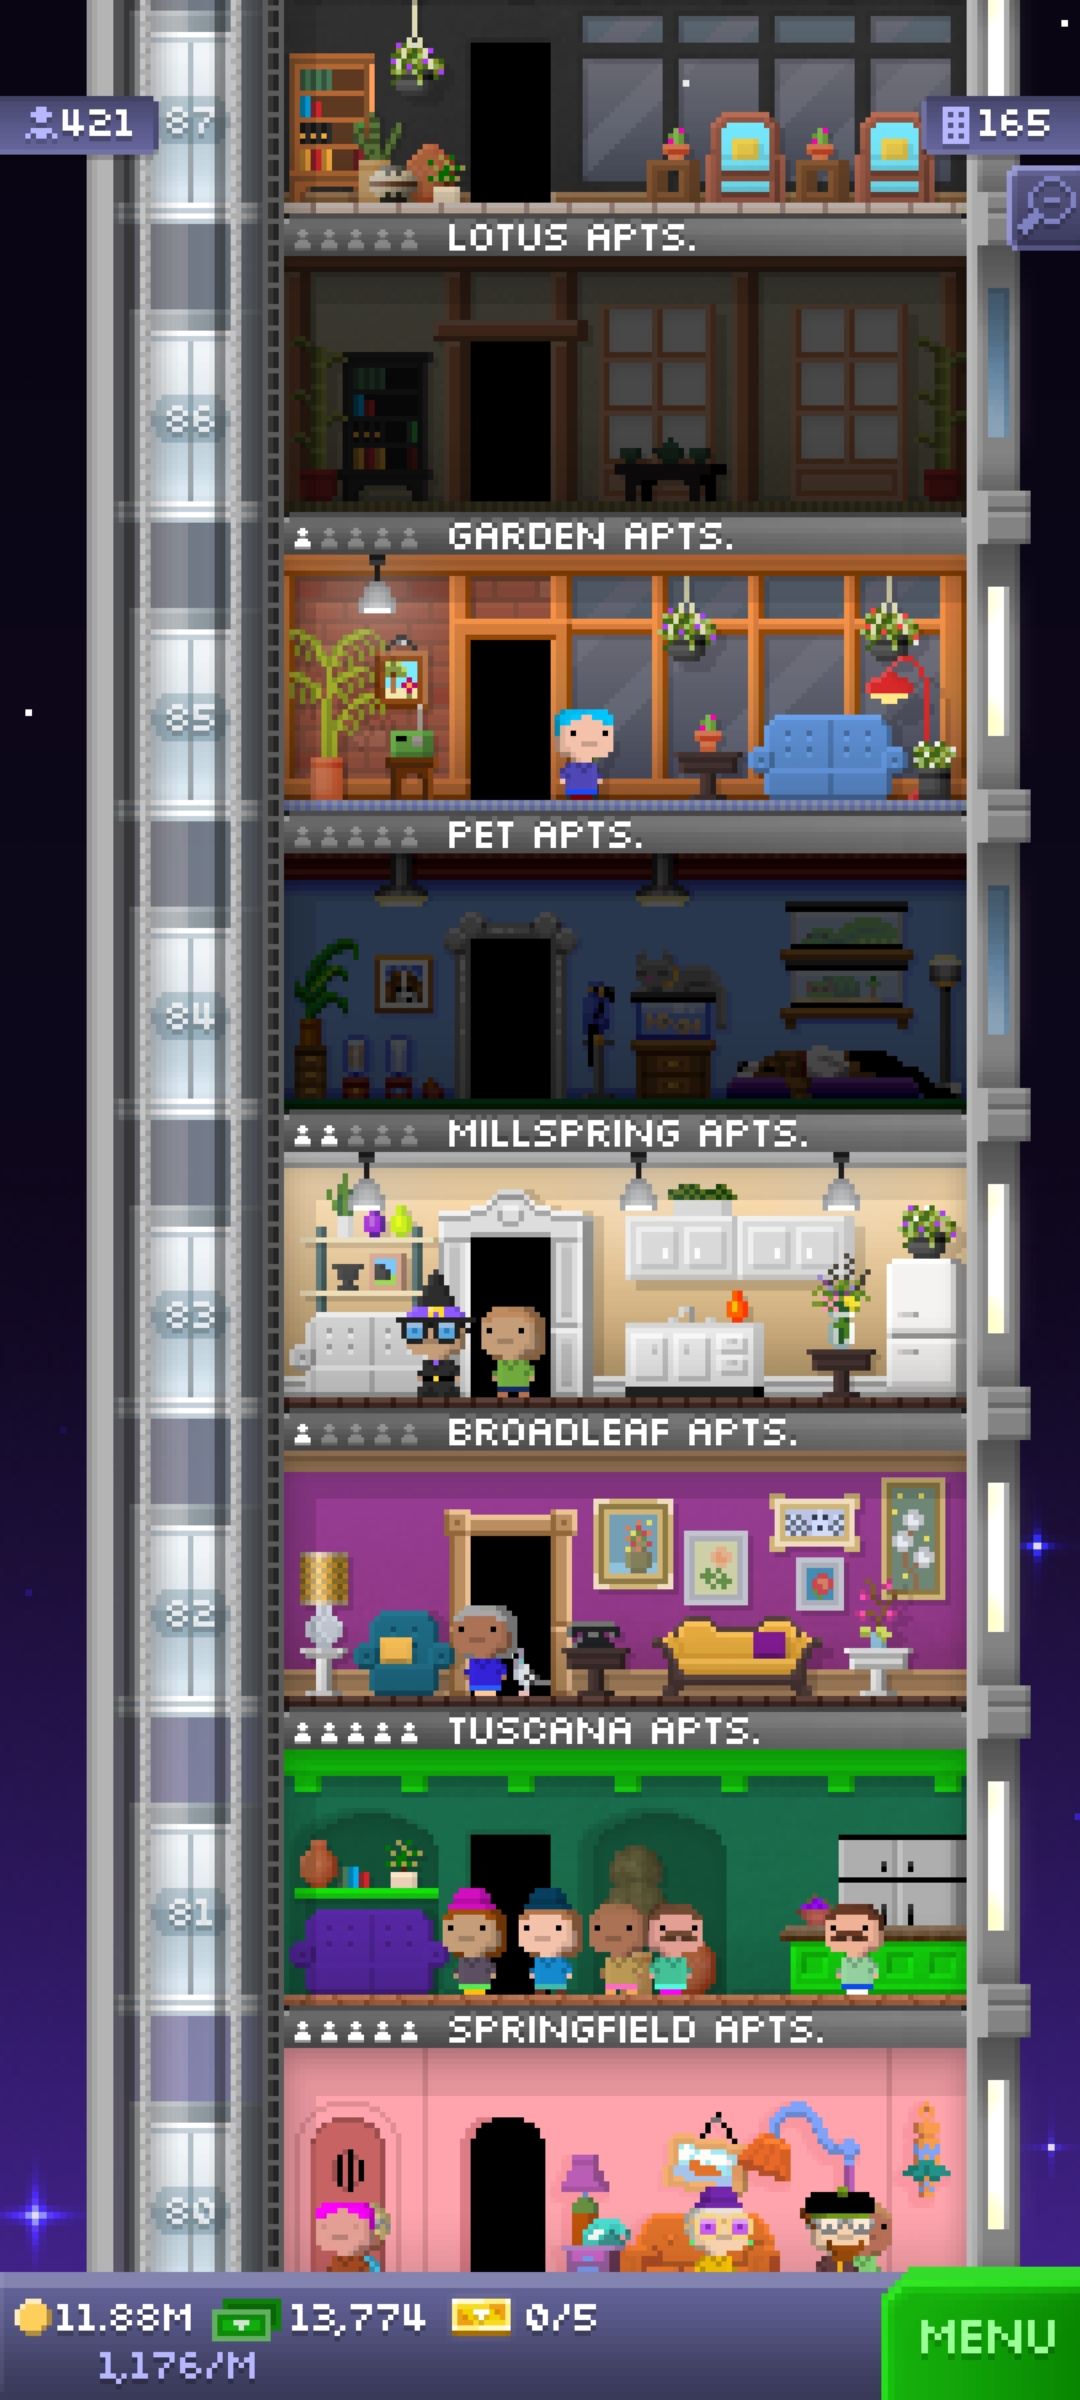 421
87
165
LOTUS APTS.
86
GARDEN APTS.
85
PET APTS.
84
MILLSPRING APTS.
83
BROADLEAF APTS.
82
TUSCANA APTS.
81
SPRINGFIELD APTS.
80
11.88M 13,774 0/5
1,176/M
MENU